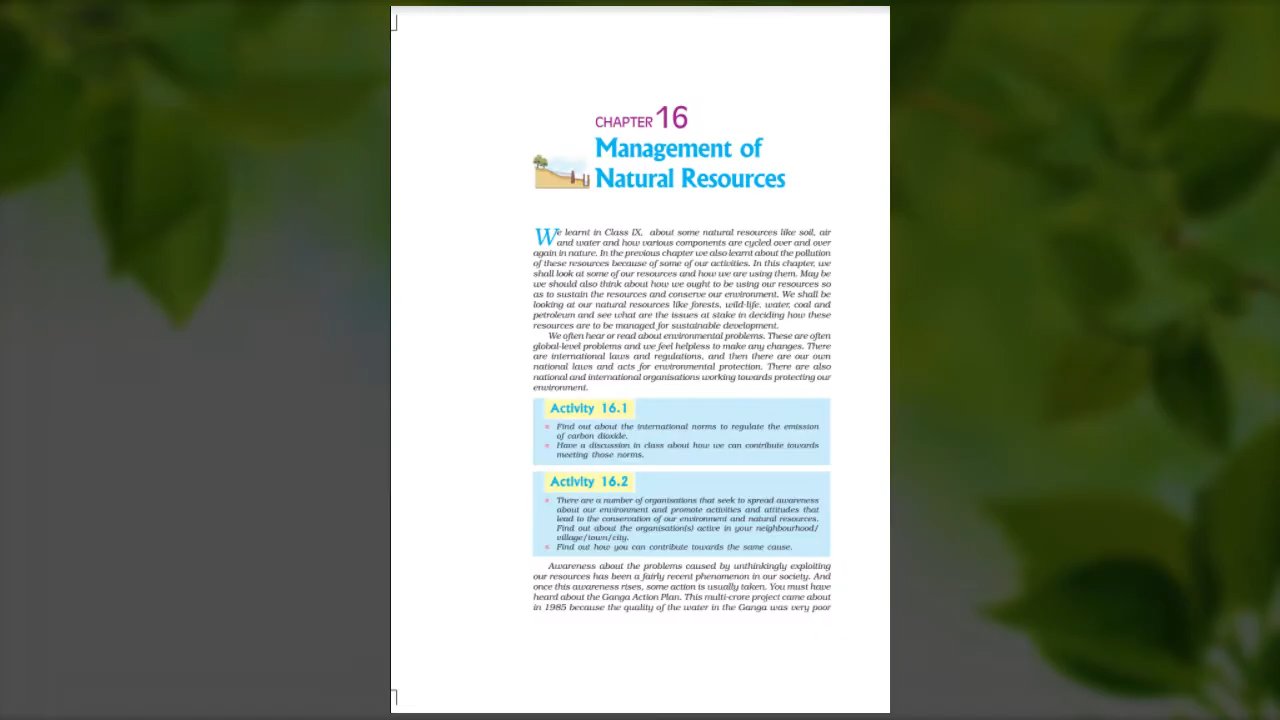 CHAPTER 16
Management of
Natural Resources
We learnt in Class IX, about some natural resources like soil, air
and water and how various components are cycled over and over
again in nature. In the previous chapter we also learnt about the pollution
of these resources because of some of our activities. In this chapter, we
shall look at some of our resources and how we are using them. May be
we should also think about how we ought to be using our resources so
as to sustain the resources and conserve our environment. We shall be
looking at our natural resources like forests, wild-life, water, coal and
petroleum and see what are the issues at stake in deciding how these
resources are to be managed for sustainable development.
We often hear or read about environmental problems. These are often
global-level problems and we feel helpless to make any changes. There
are international laws and regulations, and then there are our own
national laws and acts for environmental protection. There are also
national and international organisations working towards protecting our
environment.
Activity 16.1
Find out about the international norms to regulate the emission
of carbon dioxide.
Have a discussion in class about how we can contribute towards
meeting those norms.
Activity 16.2
There are a number of organisations that seek to spread awareness
about our environment and promote activities and attitudes that
lead to the conservation of our environment and natural resources.
Find out about the organisation(s) active in your neighbourhood/
village/town/city.
Find out how you can contribute towards the same cause.
Awareness about the problems caused by unthinkingly exploiting
our resources has been a fairly recent phenomenon in our society. And
once this awareness rises, some action is usually taken. You must have
heard about the Ganga Action Plan. This multi-crore project came about
in 1985 because the quality of the water in the Ganga was very poor